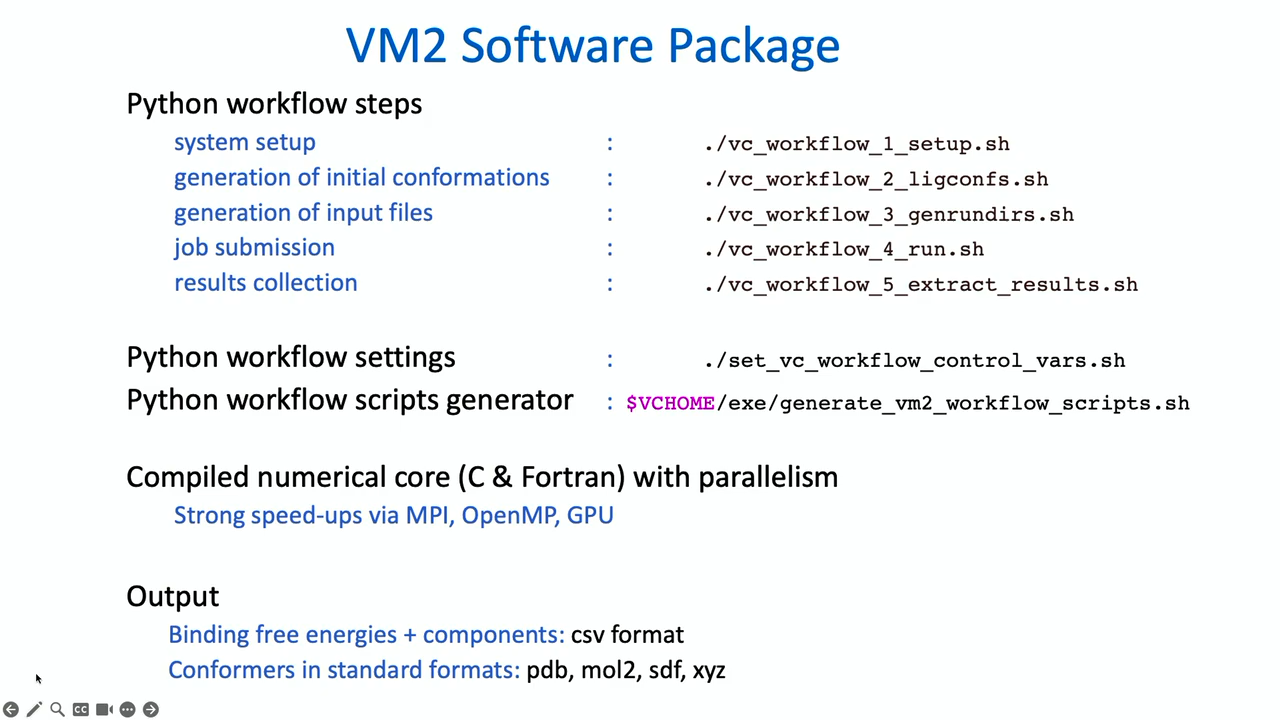 VM2 Software Package
Python workflow steps
system setup : ./vc_workflow_1_setup.sh
generation of initial conformations : ./vc_workflow_2_ligconfs.sh
generation of input files : ./vc_workflow_3_genrundirs.sh
job submission : ./vc_workflow_4_run.sh
results collection : ./vc_workflow_5_extract_results.sh
Python workflow settings : ./set_vc_workflow_control_vars.sh
Python workflow scripts generator : $VCHOME/exe/generate_vm2_workflow_scripts.sh
Compiled numerical core (C & Fortran) with parallelism
Strong speed-ups via MPI, OpenMP, GPU
Output
Binding free energies + components: csv format
Conformers in standard formats: pdb, mol2, sdf, xyz
CC